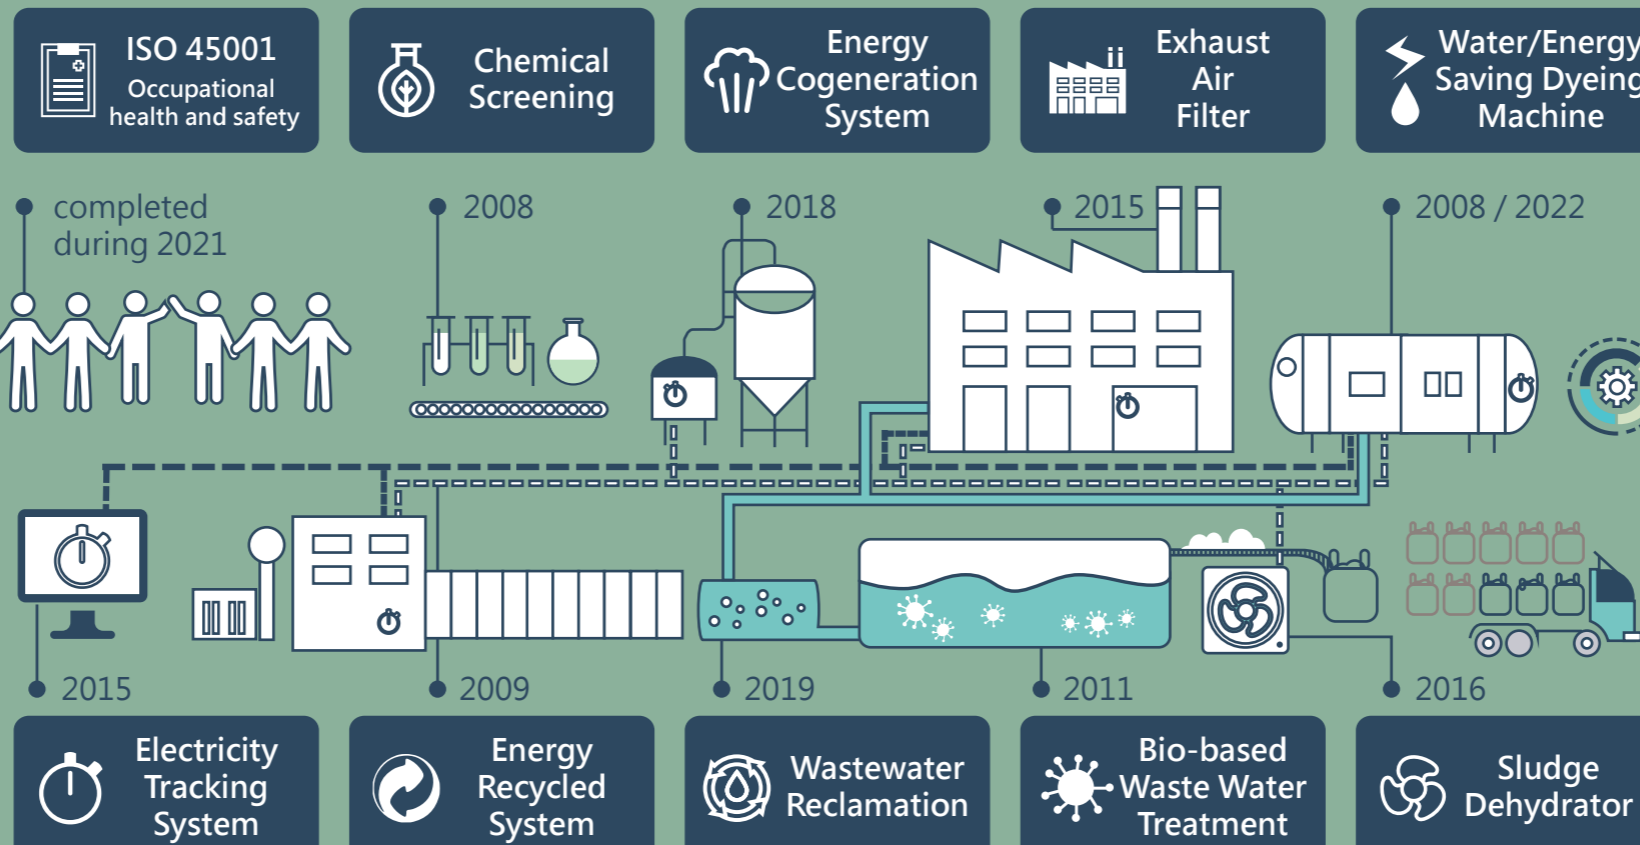 ISO 45001
Occupational
health and safety
Chemical
Screening
Energy
Cogeneration
System
Exhaust
Air
Filter
Water/Energy
Saving Dyeing
Machine
completed
during 2021
2008
2018
2015
2008 / 2022
2015
2009
2019
2011
2016
Electricity
Tracking
System
Energy
Recycled
System
Wastewater
Reclamation
Bio-based
Waste Water
Treatment
Sludge
Dehydrator